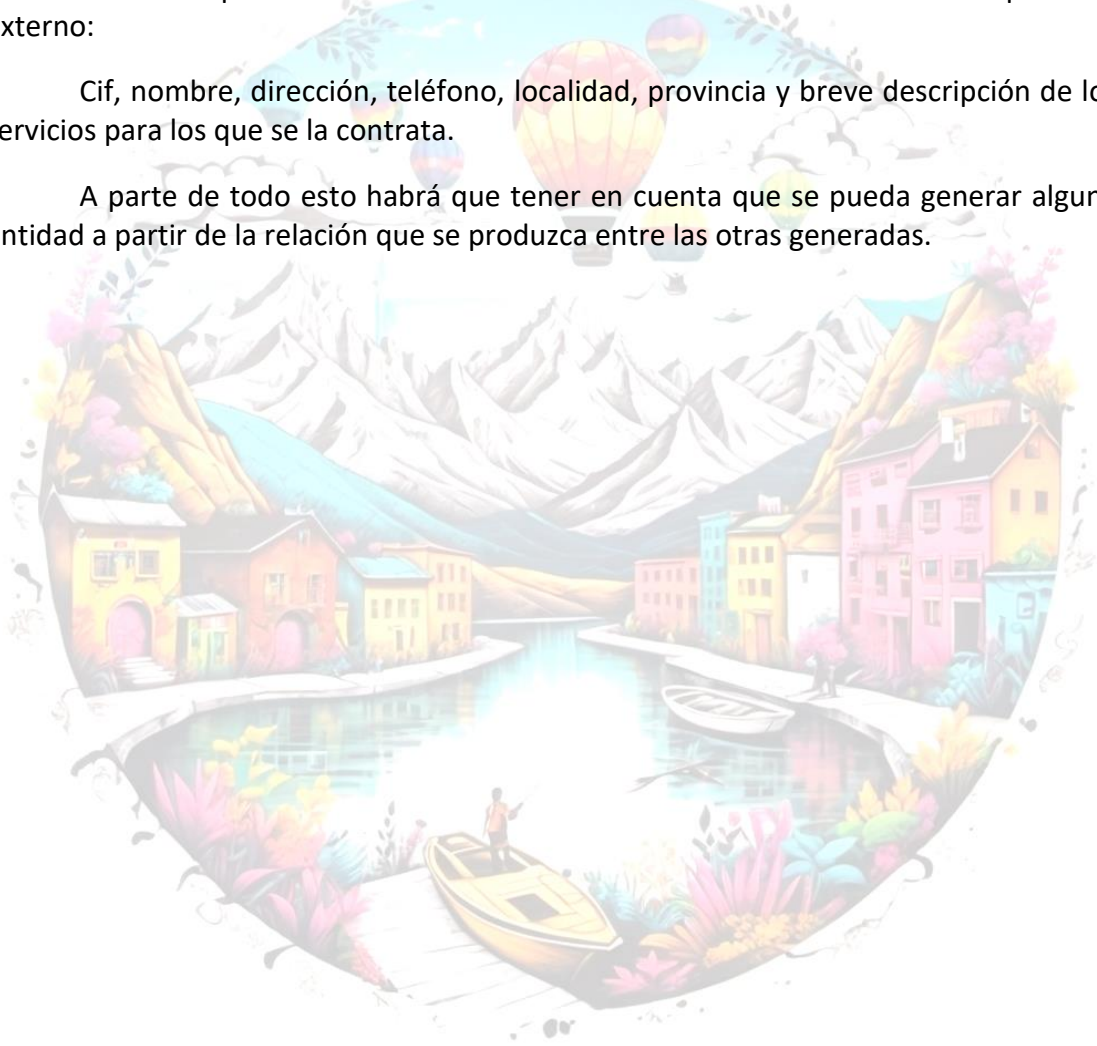 xterno:
Cif, nombre, dirección, teléfono, localidad, provincia y breve descripción de lo
ervicios para los que se la contrata.
A parte de todo esto habrá que tener en cuenta que se pueda generar algun
ntidad a partir de la relación que se produzca entre las otras generadas.